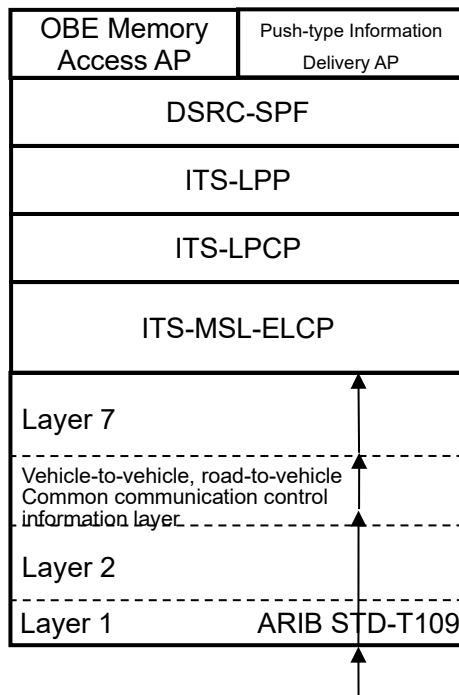 OBE Memory
Access AP
Push-type Information
Delivery AP
DSRC-SPF
ITS-LPP
ITS-LPCP
ITS-MSL-ELCP
Layer 7
Vehicle-to-vehicle, road-to-vehicle
Common communication control
information layer
Layer 2
Layer 1 ARIB STD-T109